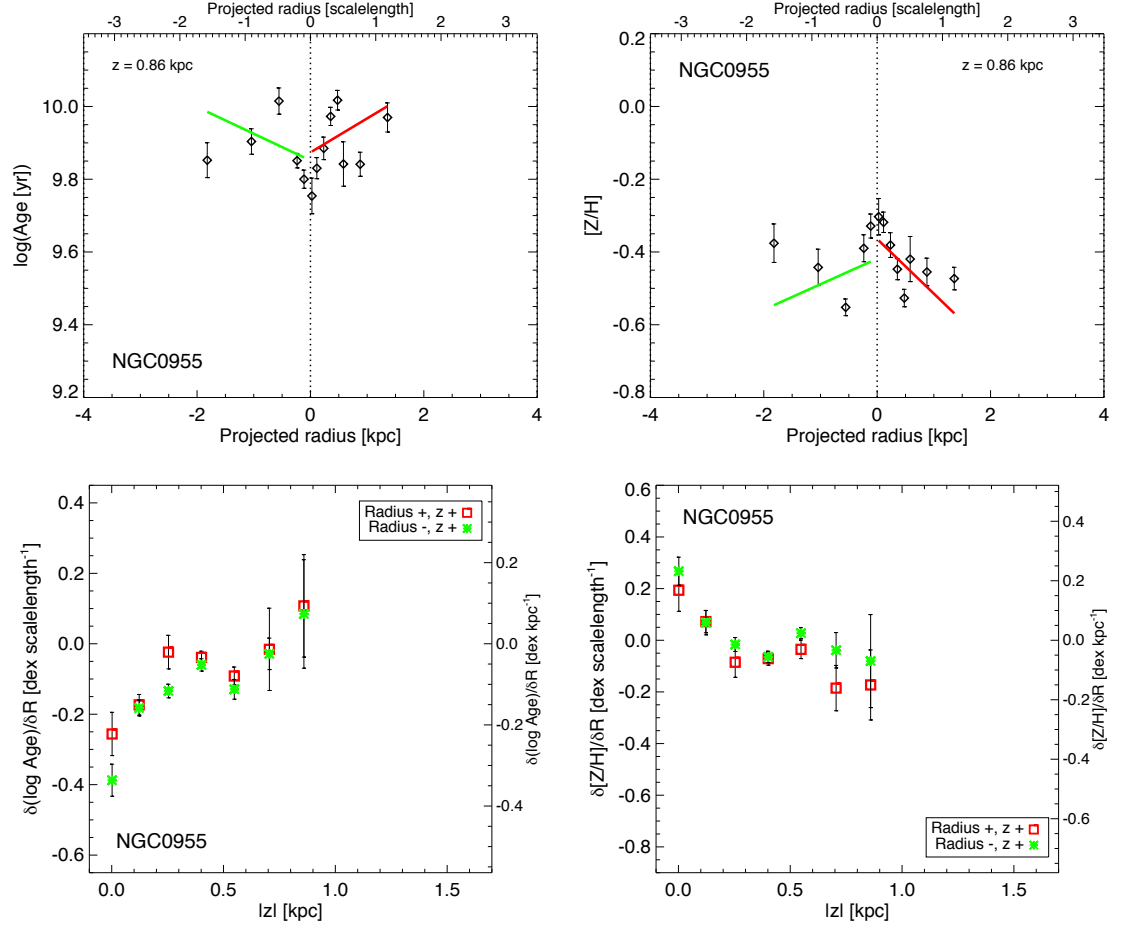 Projected radius [scalelength]
-3 -2 -1 0 1 2 3
z = 0.86 kpc
log(Age [yr])
10.0
9.8
9.6
9.4
9.2
NGC0955
-4 -2 0 2 4
Projected radius [kpc]
Projected radius [scalelength]
-3 -2 -1 0 1 2 3
NGC0955
z = 0.86 kpc
[Z/H]
0.2
0.0
-0.2
-0.4
-0.6
-0.8
-4 -2 0 2 4
Projected radius [kpc]
δ(log Age)/δR [dex scalelength⁻¹]
0.4
0.2
0.0
-0.2
-0.4
-0.6
Radius +, z +
Radius -, z +
NGC0955
0.2
0.0
-0.2
-0.4
δ(log Age)/δR [dex kpc⁻¹]
0.0 0.5 1.0 1.5
|z| [kpc]
δ[Z/H]/δR [dex scalelength⁻¹]
0.6
0.4
0.2
0.0
-0.2
-0.4
-0.6
-0.8
NGC0955
Radius +, z +
Radius -, z +
0.4
0.2
0.0
-0.2
-0.4
-0.6
δ[Z/H]/δR [dex kpc⁻¹]
0.0 0.5 1.0 1.5
|z| [kpc]